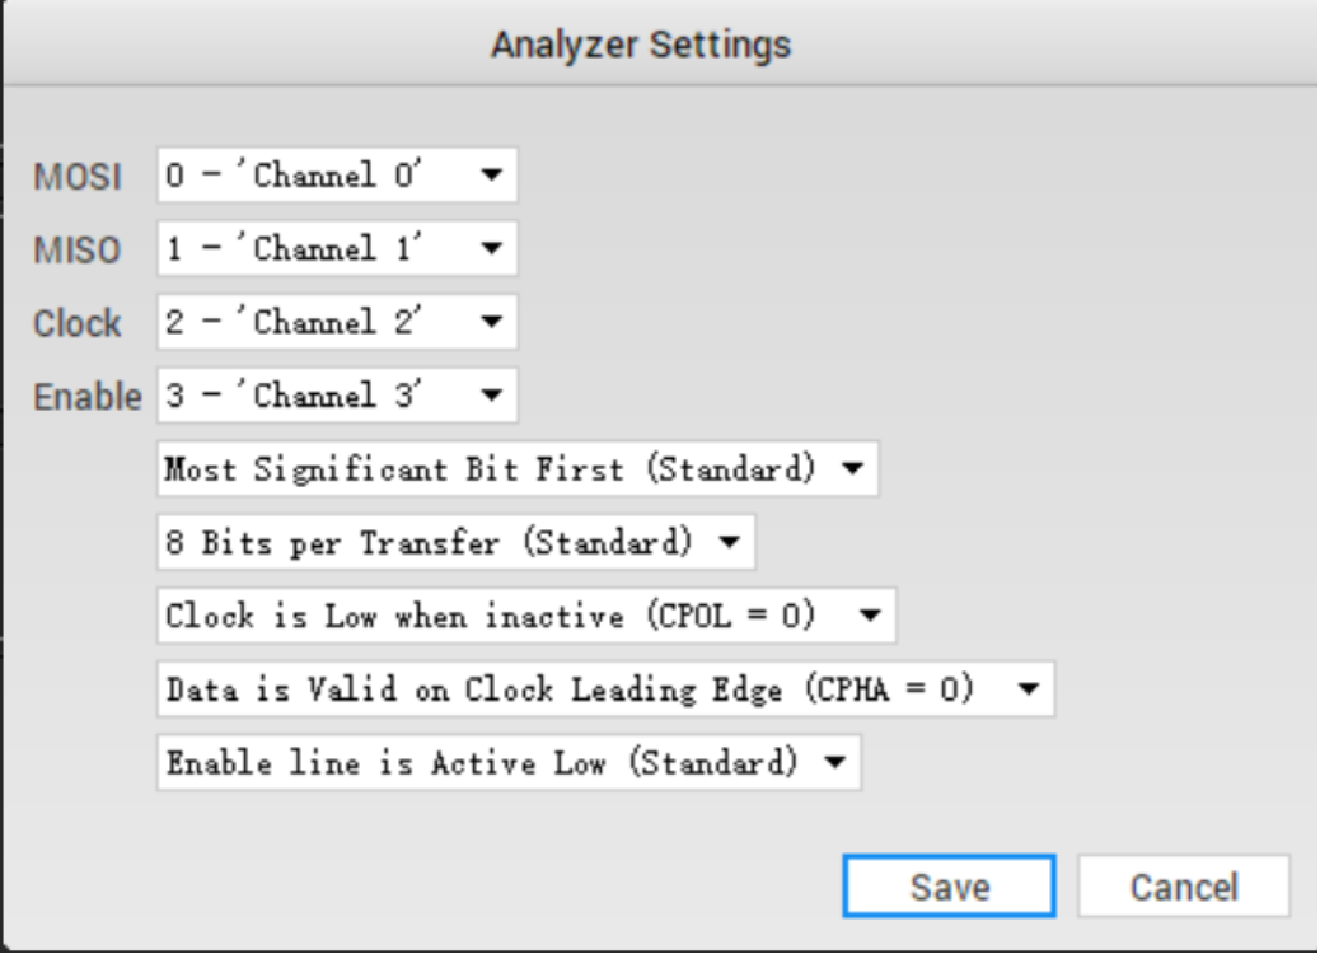 Analyzer Settings
MOSI 0 - 'Channel 0'
MISO 1 - 'Channel 1'
Clock 2 - 'Channel 2'
Enable 3 - 'Channel 3'
Most Significant Bit First (Standard)
8 Bits per Transfer (Standard)
Clock is Low when inactive (CPOL = 0)
Data is Valid on Clock Leading Edge (CPHA = 0)
Enable line is Active Low (Standard)
Save Cancel